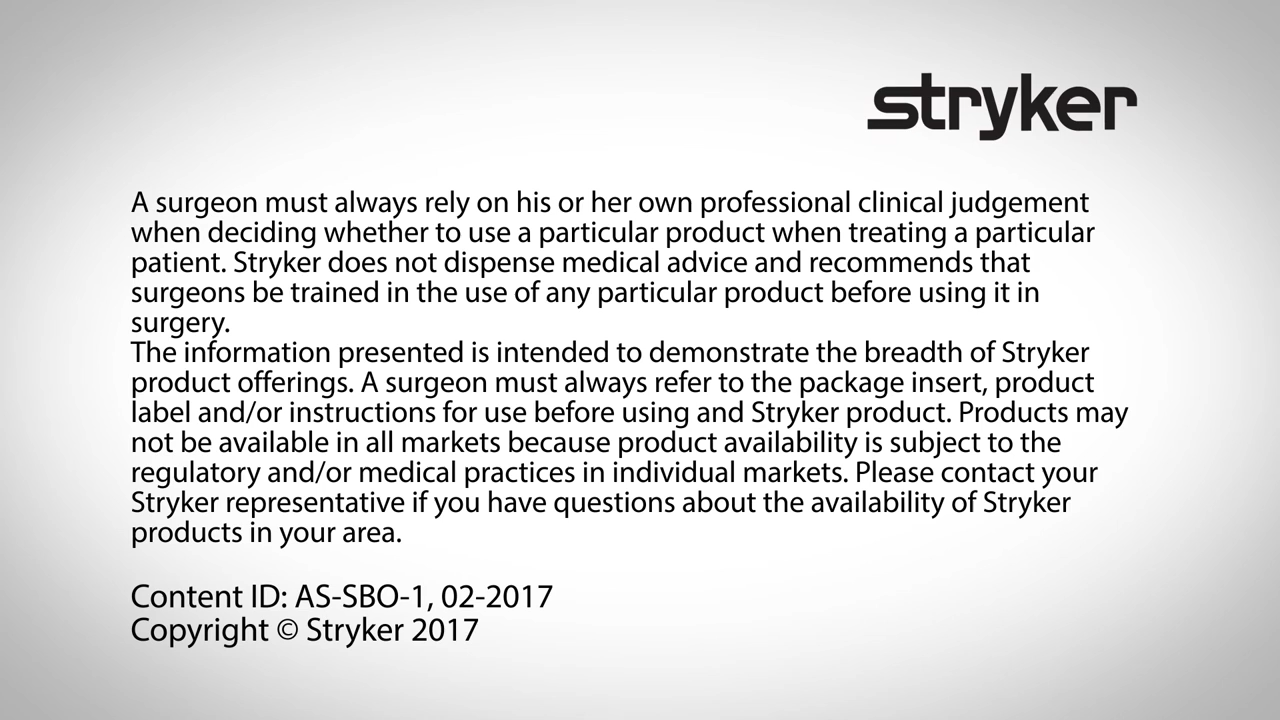 stryker
A surgeon must always rely on his or her own professional clinical judgement
when deciding whether to use a particular product when treating a particular
patient. Stryker does not dispense medical advice and recommends that
surgeons be trained in the use of any particular product before using it in
surgery.
The information presented is intended to demonstrate the breadth of Stryker
product offerings. A surgeon must always refer to the package insert, product
label and/or instructions for use before using and Stryker product. Products may
not be available in all markets because product availability is subject to the
regulatory and/or medical practices in individual markets. Please contact your
Stryker representative if you have questions about the availability of Stryker
products in your area.
Content ID: AS-SBO-1, 02-2017
Copyright © Stryker 2017